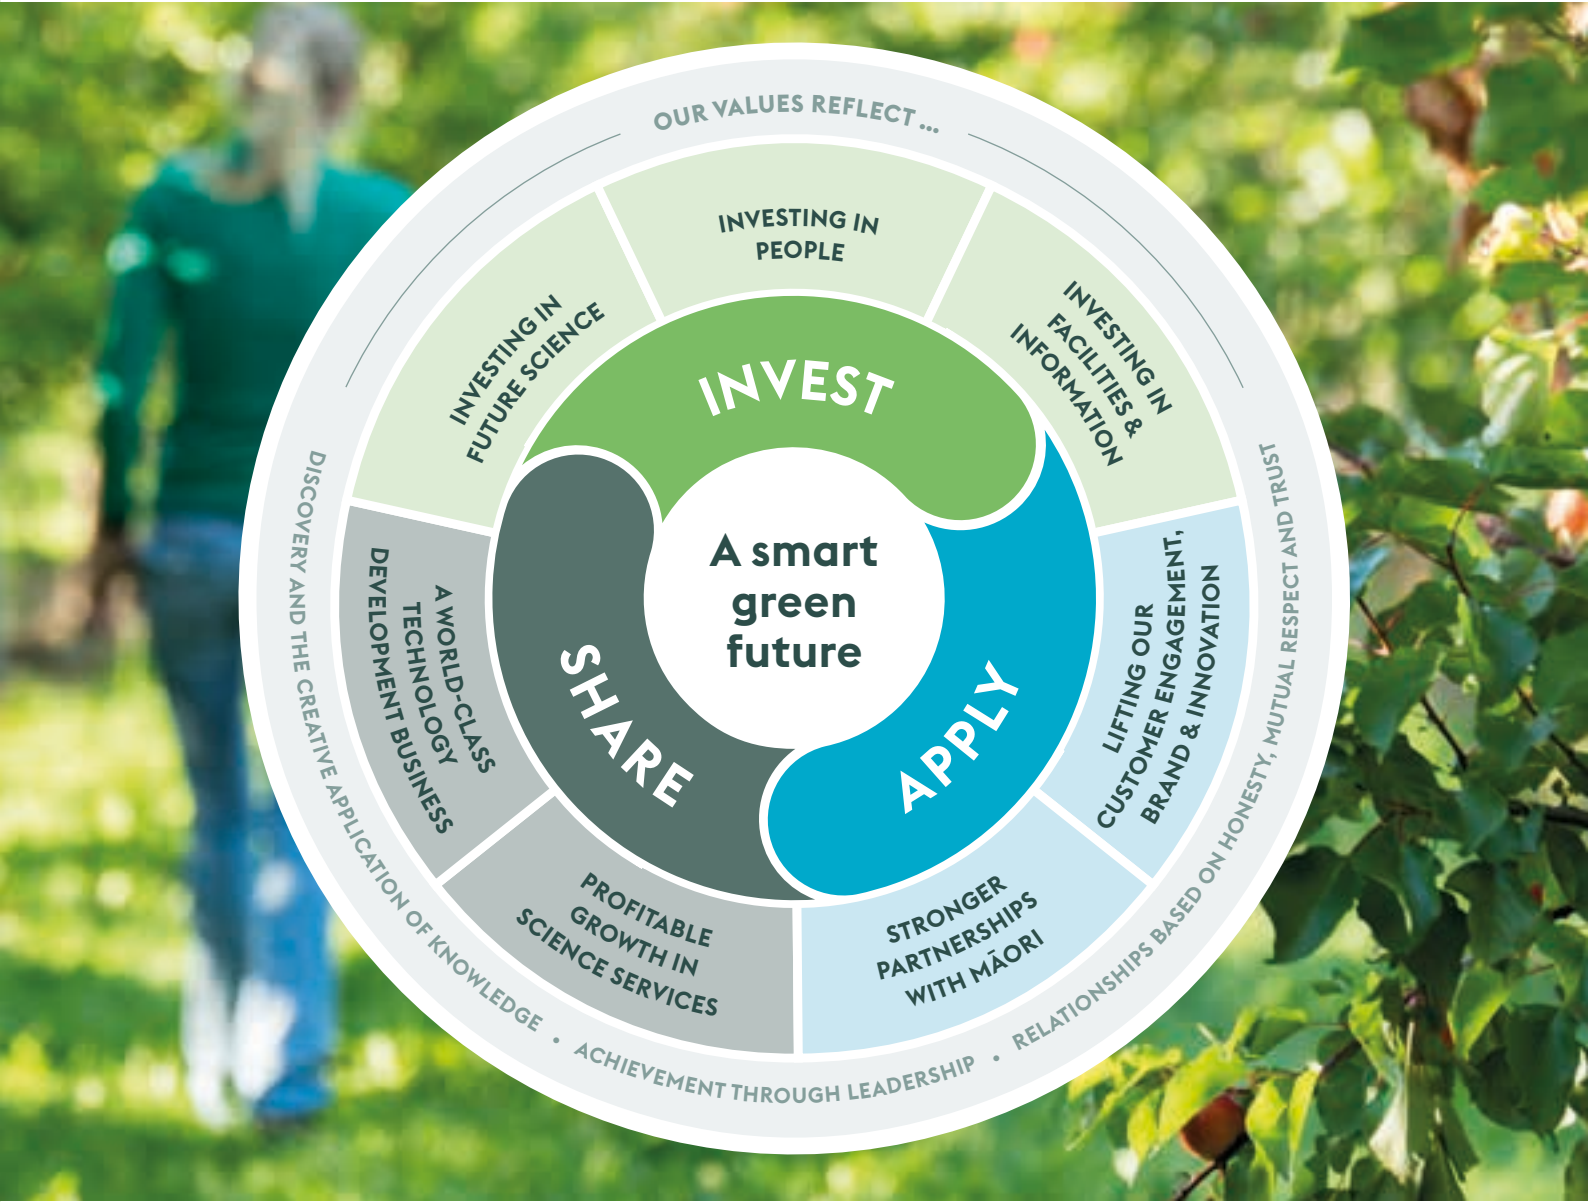 OUR VALUES REFLECT ...
DISCOVERY AND THE CREATIVE APPLICATION OF KNOWLEDGE • ACHIEVEMENT THROUGH LEADERSHIP • RELATIONSHIPS BASED ON HONESTY, MUTUAL RESPECT AND TRUST
INVESTING IN
FUTURE SCIENCE
INVESTING IN
PEOPLE
INVESTING IN
FACILITIES &
INFORMATION
LIFTING OUR
CUSTOMER ENGAGEMENT,
BRAND & INNOVATION
STRONGER
PARTNERSHIPS
WITH MĀORI
PROFITABLE
GROWTH IN
SCIENCE SERVICES
A WORLD-CLASS
TECHNOLOGY
DEVELOPMENT BUSINESS
INVEST
APPLY
SHARE
A smart
green
future